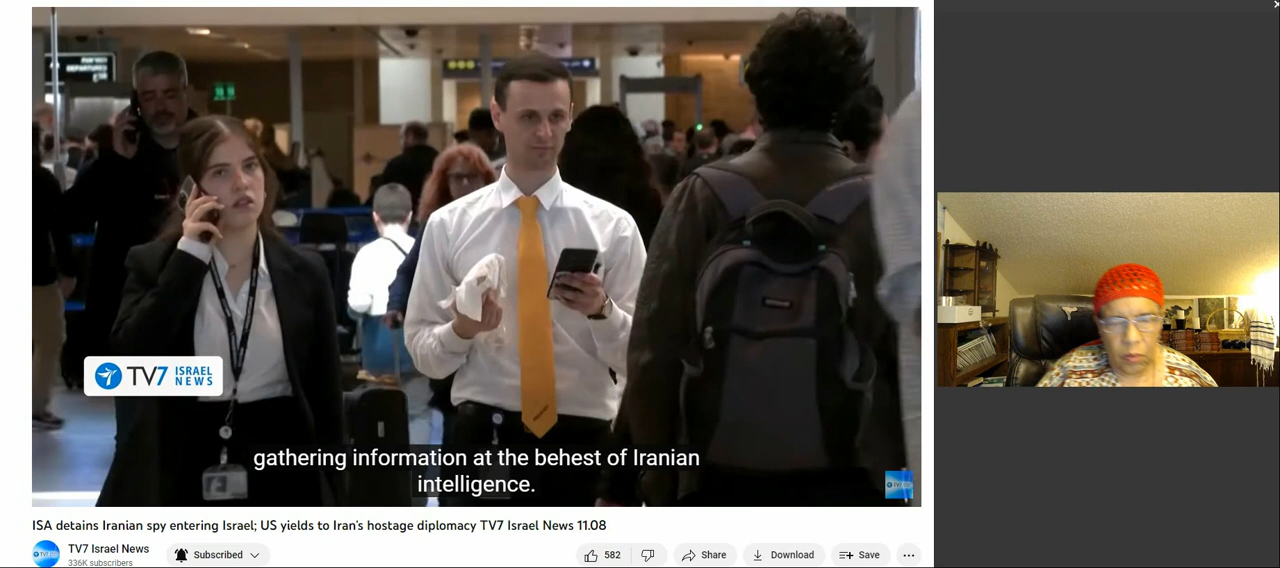 TV7 ISRAEL
NEWS
gathering information at the behest of Iranian
intelligence.
ISA detains Iranian spy entering Israel; US yields to Iran's hostage diplomacy TV7 Israel News 11.08
TV7 Israel News
336K subscribers
Subscribed
582
Share
Download
Save